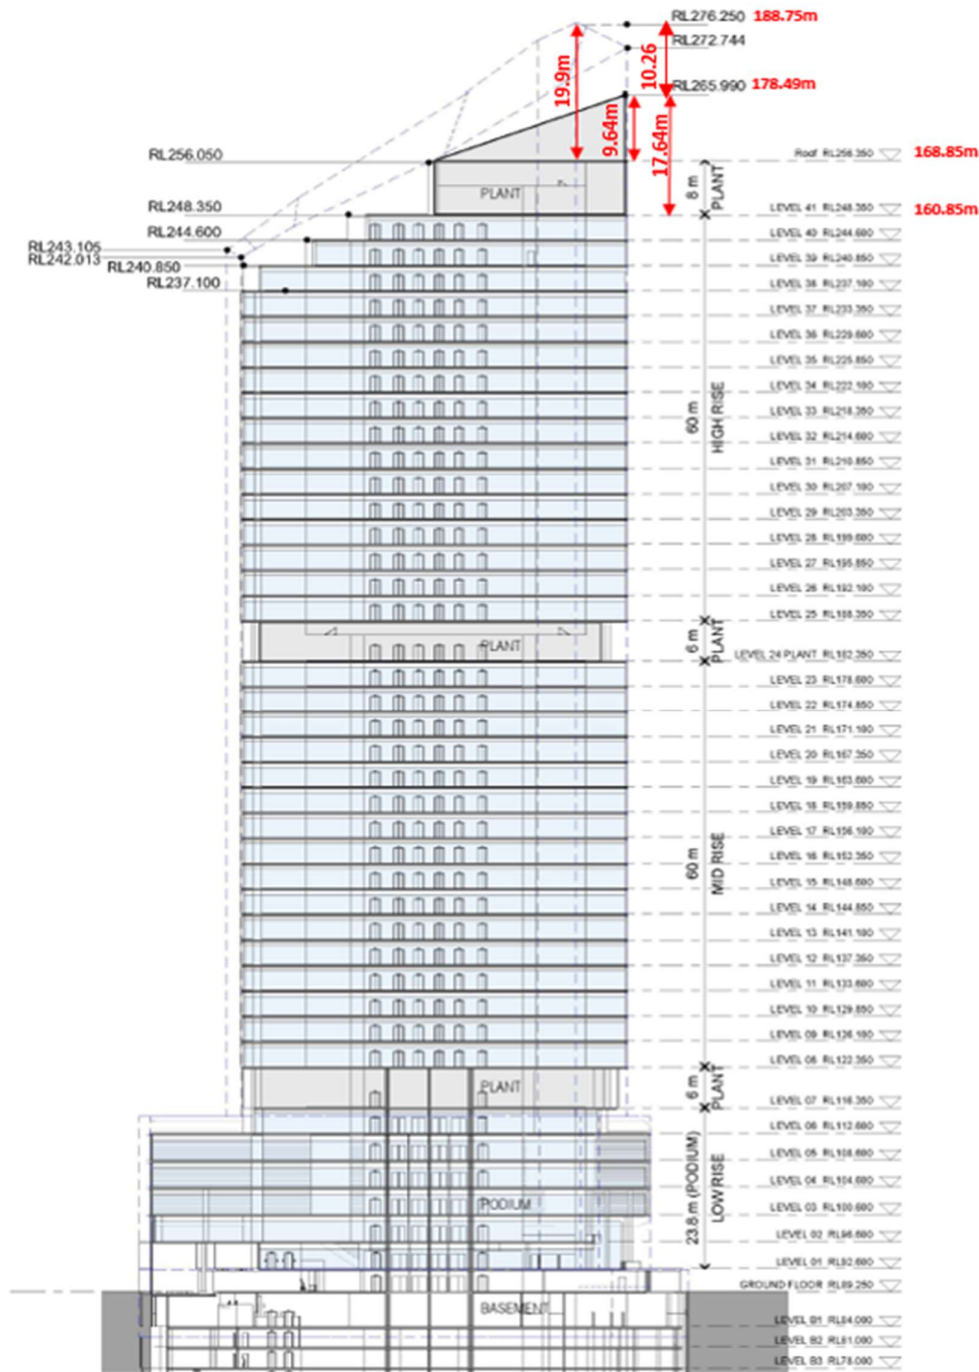 RL276.250 188.75m
RL272.744
RL265.990 178.49m
19.9m
10.26
9.64m
17.64m
RL256.050
Roof RL256.350 168.85m
PLANT
8 m
PLANT
RL248.350
LEVEL 41 RL248.350 160.85m
RL244.600
LEVEL 40 RL244.600
RL243.105
RL242.013
LEVEL 39 RL240.850
RL240.850
RL237.100
LEVEL 38 RL237.100
LEVEL 37 RL233.350
LEVEL 36 RL229.600
LEVEL 35 RL225.850
LEVEL 34 RL222.100
LEVEL 33 RL218.350
60 m
HIGH RISE
LEVEL 32 RL214.600
LEVEL 31 RL210.850
LEVEL 30 RL207.100
LEVEL 29 RL203.350
LEVEL 28 RL199.600
LEVEL 27 RL195.850
LEVEL 26 RL192.100
LEVEL 25 RL188.350
PLANT
6 m
PLANT
LEVEL 24 PLANT RL182.350
LEVEL 23 RL178.600
LEVEL 22 RL174.850
LEVEL 21 RL171.100
LEVEL 20 RL167.350
LEVEL 19 RL163.600
LEVEL 18 RL159.850
LEVEL 17 RL156.100
60 m
MID RISE
LEVEL 16 RL152.350
LEVEL 15 RL148.600
LEVEL 14 RL144.850
LEVEL 13 RL141.100
LEVEL 12 RL137.350
LEVEL 11 RL133.600
LEVEL 10 RL129.850
LEVEL 09 RL126.100
LEVEL 08 RL122.350
PLANT
6 m
PLANT
LEVEL 07 RL116.350
LEVEL 06 RL112.600
LEVEL 05 RL108.600
LEVEL 04 RL104.600
PODIUM
23.8 m (PODIUM)
LOW RISE
LEVEL 03 RL100.600
LEVEL 02 RL96.600
LEVEL 01 RL92.600
GROUND FLOOR RL89.250
BASEMENT
LEVEL B1 RL84.000
LEVEL B2 RL81.000
LEVEL B3 RL78.000